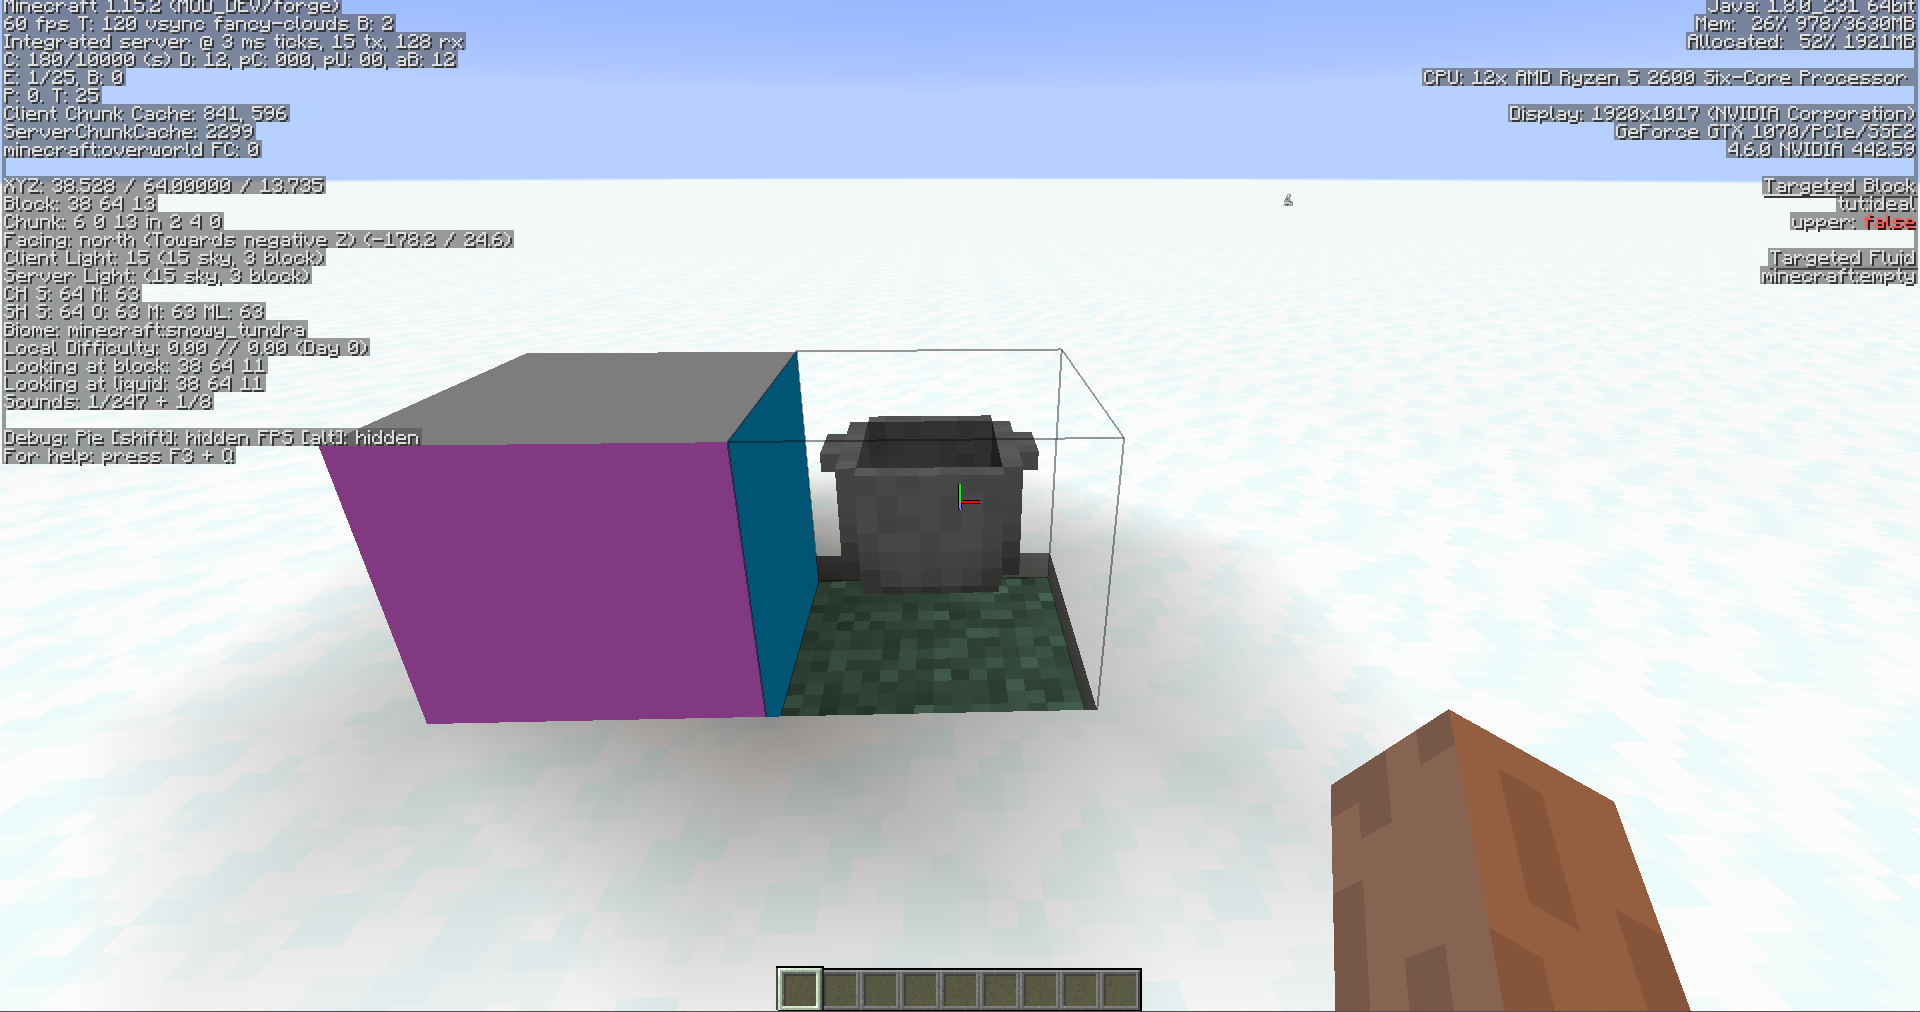 Minecraft 1.15.2 (MOD_DEV/forge)
60 fps T: 120 vsync fancy-clouds B: 2
Integrated server @ 3 ms ticks, 15 tx, 128 rx
C: 180/10000 (s) D: 12, pC: 000, pU: 00, aB: 12
E: 1/25, B: 0
P: 0. T: 25
Client Chunk Cache: 841, 596
ServerChunkCache: 2299
minecraft:overworld FC: 0
XYZ: 38.528 / 64.00000 / 13.735
Block: 38 64 13
Chunk: 6 0 13 in 2 4 0
Facing: north (Towards negative Z) (-178.2 / 24.6)
Client Light: 15 (15 sky, 3 block)
Server Light: (15 sky, 3 block)
CH S: 64 M: 63
SH S: 64 O: 63 M: 63 ML: 63
Biome: minecraft:snowy_tundra
Local Difficulty: 0.00 // 0.00 (Day 0)
Looking at block: 38 64 11
Looking at liquid: 38 64 11
Sounds: 1/247 + 1/8
Debug: Pie [shift]: hidden FPS [alt]: hidden
For help: press F3 + Q
Java: 1.8.0_231 64bit
Mem: 26% 978/3630MB
Allocated: 52% 1921MB
CPU: 12x AMD Ryzen 5 2600 Six-Core Processor
Display: 1920x1017 (NVIDIA Corporation)
GeForce GTX 1070/PCIe/SSE2
4.6.0 NVIDIA 442.59
Targeted Block
tut:deal
upper: false
Targeted Fluid
minecraft:empty